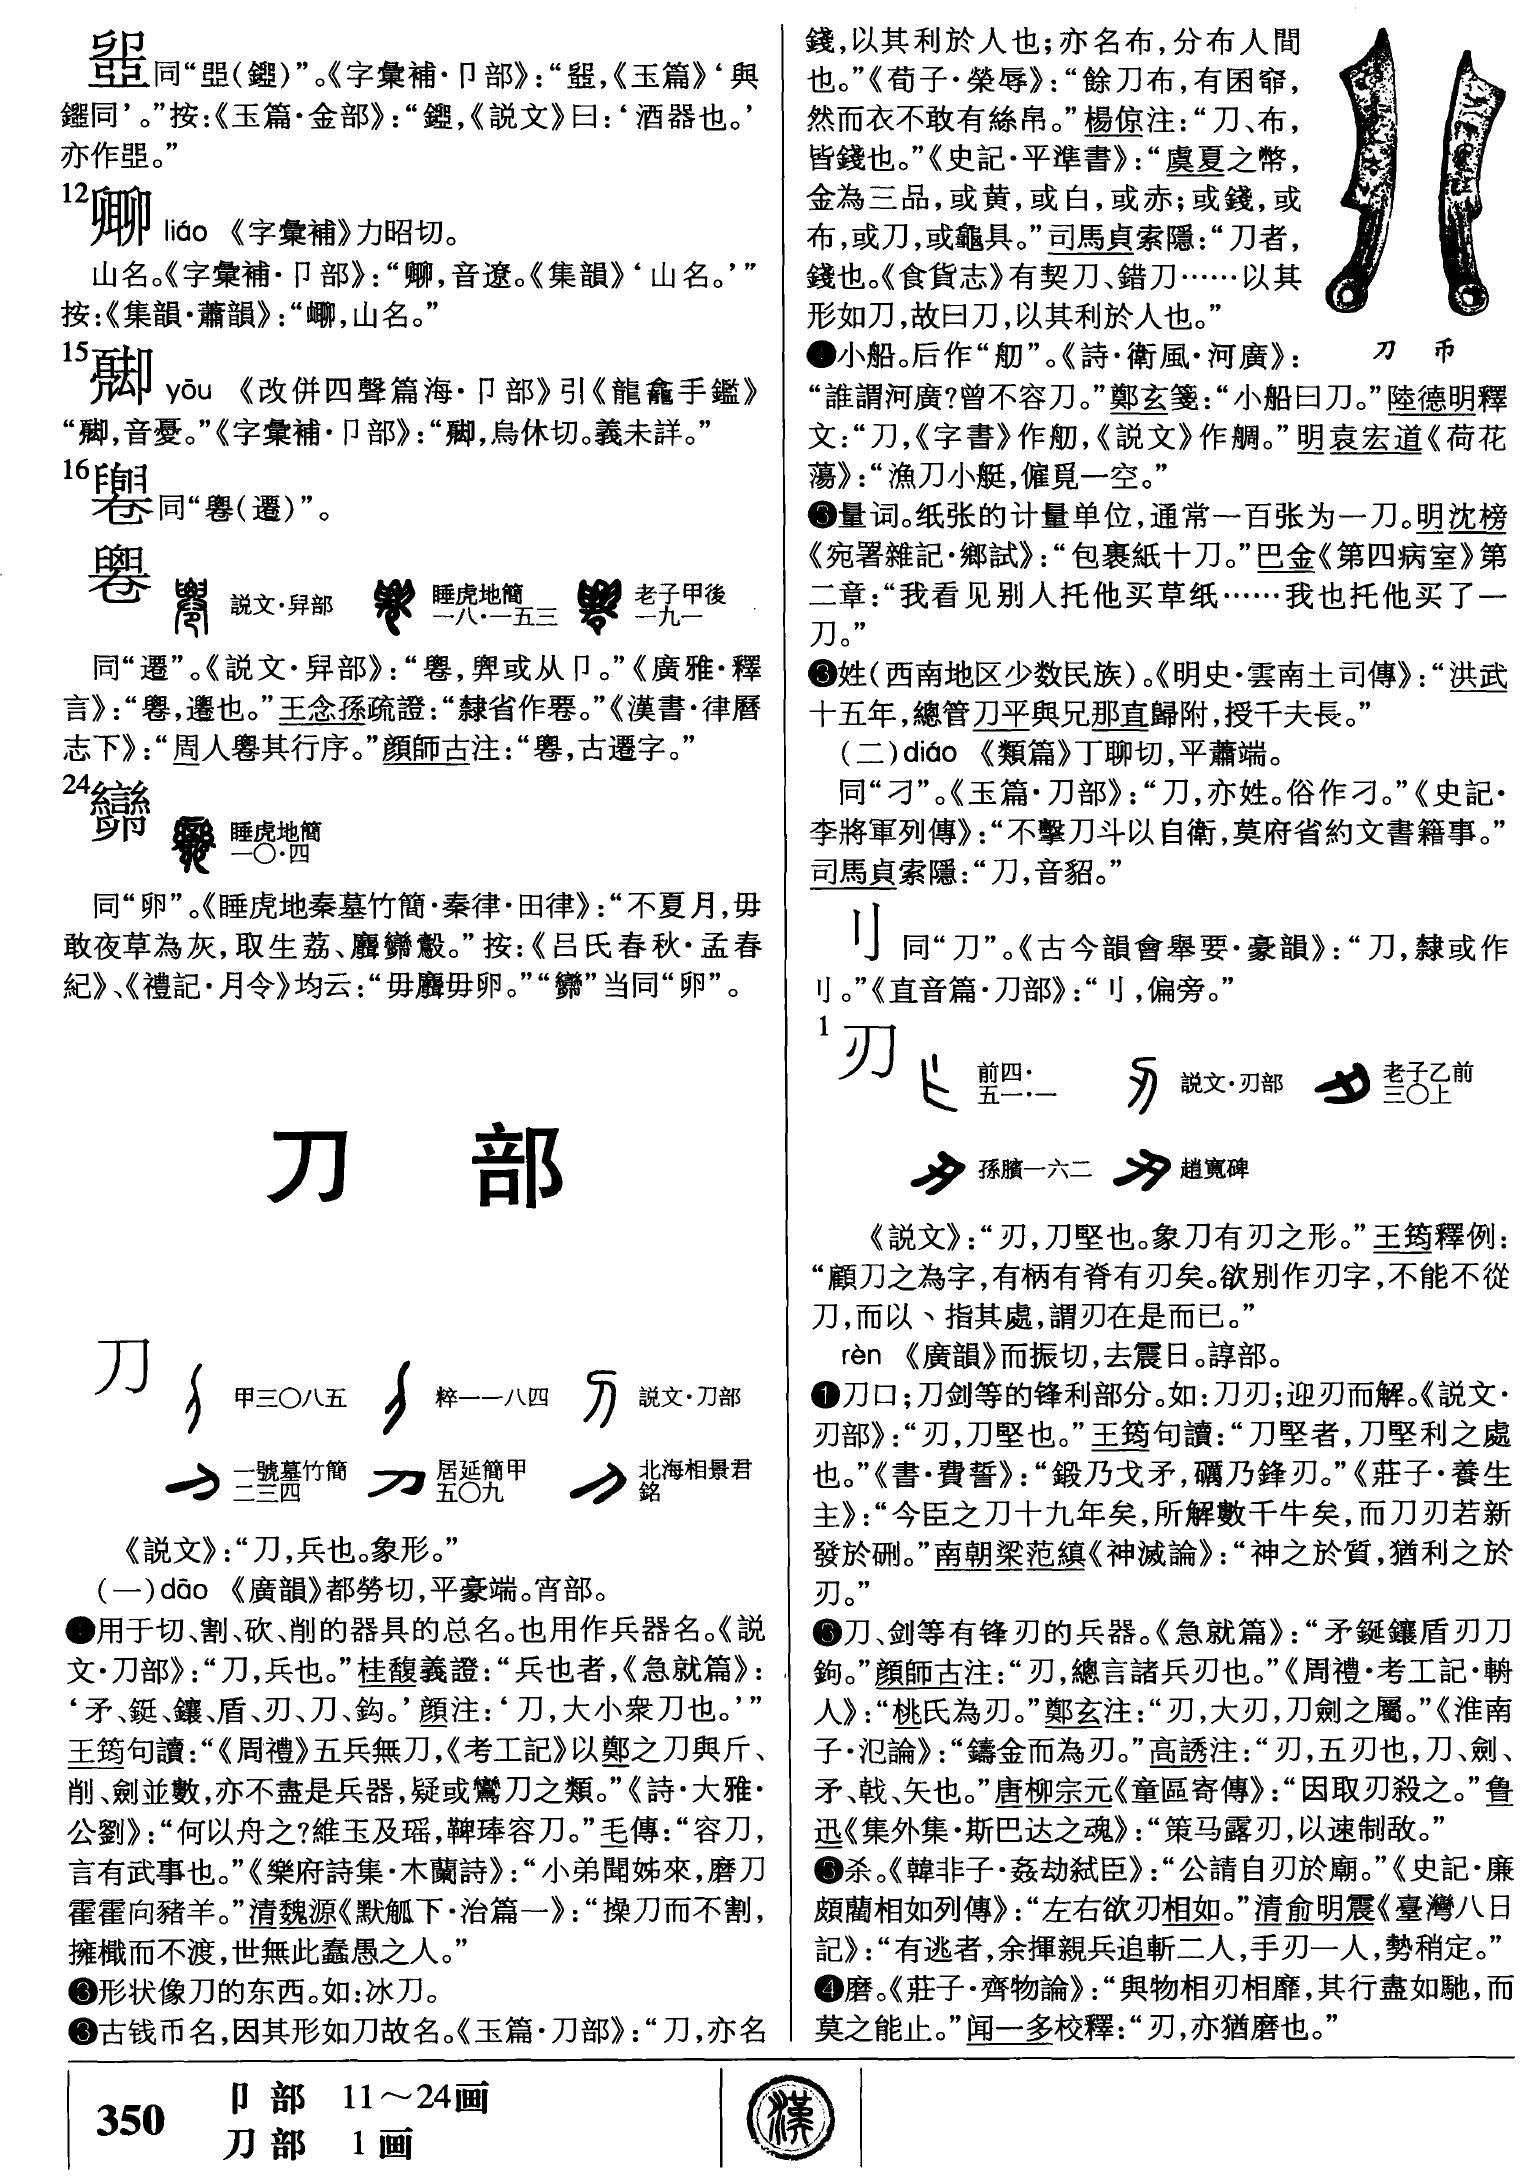 同“䥶”。《字彙補·卩部》：“《玉篇》‘與
同’。”按：《玉篇·金部》：“《説文》曰：‘酒器也。’
亦作。”
12 liáo 《字彙補》力昭切。
山名。《字彙補·卩部》：“音遼。《集韻》‘山名。’”
按：《集韻·蕭韻》：“山名。”
15 yōu 《改併四聲篇海·卩部》引《龍龕手鑑》
“音憂。”《字彙補·卩部》：“烏休切。義未詳。”
16 同“（遷）”。
説文·舁部 睡虎地簡一八·一五三 老子甲後一九一
同“遷”。《説文·舁部》：“或从卩。”《廣雅·釋
言》：“遷也。”王念孫疏證：“隸省作䙴。”《漢書·律曆
志下》：“周人其行序。”顔師古注：“古遷字。”
24 睡虎地簡一〇·四
同“卵”。《睡虎地秦墓竹簡·秦律·田律》：“不夏月，毋
敢夜草為灰，取生荔、麛鷇。”按：《吕氏春秋·孟春
紀》、《禮記·月令》均云：“毋麛毋卵。”“”当同“卵”。
刀 部
刀 甲三〇八五 粹一一八四 説文·刀部
一號墓竹簡二三四 居延簡甲五〇九 北海相景君銘
《説文》：“刀，兵也。象形。”
（一）dāo 《廣韻》都勞切，平豪端。宵部。
❶用于切、割、砍、削的器具的总名。也用作兵器名。《説
文·刀部》：“刀，兵也。”桂馥義證：“兵也者，《急就篇》：
‘矛、鋋、鑲、盾、刃、刀、鈎。’顔注：‘刀，大小衆刀也。’”
王筠句讀：“《周禮》五兵無刀，《考工記》以鄭之刀與斤、
削、劍並數，亦不盡是兵器，疑或鸞刀之類。”《詩·大雅·
公劉》：“何以舟之？維玉及瑶，鞞琫容刀。”毛傳：“容刀，
言有武事也。”《樂府詩集·木蘭詩》：“小弟聞姊來，磨刀
霍霍向豬羊。”清魏源《默觚下·治篇一》：“操刀而不割，
擁檝而不渡，世無此蠢愚之人。”
❷形状像刀的东西。如：冰刀。
❸古钱币名，因其形如刀故名。《玉篇·刀部》：“刀，亦名
錢，以其利於人也；亦名布，分布人間
也。”《荀子·榮辱》：“餘刀布，有囷窌，
然而衣不敢有絲帛。”楊倞注：“刀、布，
皆錢也。”《史記·平準書》：“虞夏之幣，
金為三品，或黄，或白，或赤；或錢，或
布，或刀，或龜貝。”司馬貞索隱：“刀者，
錢也。《食貨志》有契刀、錯刀……以其
形如刀，故曰刀，以其利於人也。”
刀 币
❹小船。后作“舠”。《詩·衛風·河廣》：
“誰謂河廣？曾不容刀。”鄭玄箋：“小船曰刀。”陸德明釋
文：“刀，《字書》作舠，《説文》作䑠。”明袁宏道《荷花
蕩》：“漁刀小艇，僱覓一空。”
❺量词。纸张的计量单位，通常一百张为一刀。明沈榜
《宛署雜記·鄉試》：“包裹紙十刀。”巴金《第四病室》第
二章：“我看见别人托他买草纸……我也托他买了一
刀。”
❻姓（西南地区少数民族）。《明史·雲南土司傳》：“洪武
十五年，總管刀平與兄那直歸附，授千夫長。”
（二）diāo 《類篇》丁聊切，平蕭端。
同“刁”。《玉篇·刀部》：“刀，亦姓。俗作刁。”《史記·
李將軍列傳》：“不擊刀斗以自衛，莫府省約文書籍事。”
司馬貞索隱：“刀，音貂。”
刂 同“刀”。《古今韻會舉要·豪韻》：“刀，隸或作
刂。”《直音篇·刀部》：“刂，偏旁。”
1 刃 前四·五一·一 説文·刃部 老子乙前三〇上
孫臏一六二 趙寬碑
《説文》：“刃，刀堅也。象刀有刃之形。”王筠釋例：
“顧刀之為字，有柄有脊有刃矣。欲别作刃字，不能不從
刀，而以丶指其處，謂刃在是而已。”
rèn 《廣韻》而振切，去震日。諄部。
❶刀口；刀剑等的锋利部分。如：刀刃；迎刃而解。《説文·
刃部》：“刃，刀堅也。”王筠句讀：“刀堅者，刀堅利之處
也。”《書·費誓》：“鍛乃戈矛，礪乃鋒刃。”《莊子·養生
主》：“今臣之刀十九年矣，所解數千牛矣，而刀刃若新
發於硎。”南朝梁范縝《神滅論》：“神之於質，猶利之於
刃。”
❷刀、剑等有锋刃的兵器。《急就篇》：“矛鋋鑲盾刃刀
鉤。”顔師古注：“刃，總言諸兵刃也。”《周禮·考工記·輈
人》：“桃氏為刃。”鄭玄注：“刃，大刃，刀劍之屬。”《淮南
子·氾論》：“鑄金而為刃。”高誘注：“刃，五刃也，刀、劍、
矛、戟、矢也。”唐柳宗元《童區寄傳》：“因取刃殺之。”鲁
迅《集外集·斯巴达之魂》：“策马露刃，以速制敌。”
❸杀。《韓非子·姦劫弒臣》：“公請自刃於廟。”《史記·廉
頗藺相如列傳》：“左右欲刃相如。”清俞明震《臺灣八日
記》：“有逃者，余揮親兵追斬二人，手刃一人，勢稍定。”
❹磨。《莊子·齊物論》：“與物相刃相靡，其行盡如馳，而
莫之能止。”闻一多校釋：“刃，亦猶磨也。”
350 卩部 11～24画
刀部 1画
漢